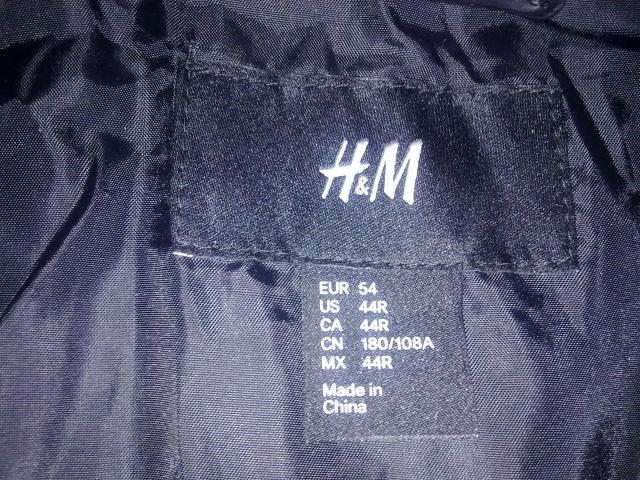 H&M
EUR 54
US 44R
CA 44R
CN 180/108A
MX 44R
Made in
China